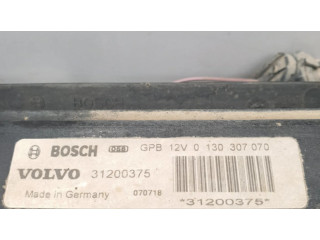 BOSCH GPB 12V 0 130 307 070
VOLVO 31200375
Made in Germany 070718 *31200375*